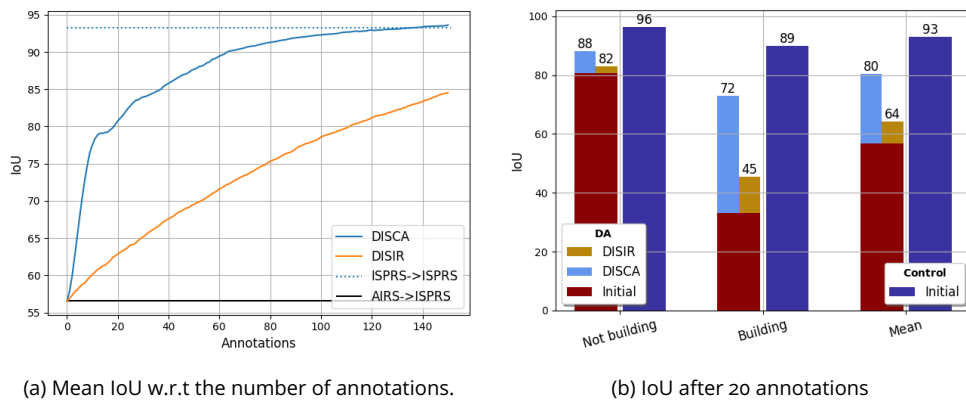 95
90
85
80
75
70
65
60
55
IoU
0 20 40 60 80 100 120 140
Annotations
DISCA
DISIR
ISPRS->ISPRS
AIRS->ISPRS
(a) Mean IoU w.r.t the number of annotations.
100
80
60
40
20
0
IoU
88 82 96
72 45 89
80 64 93
DA
DISIR
DISCA
Initial
Control
Initial
Not building Building Mean
(b) IoU after 20 annotations